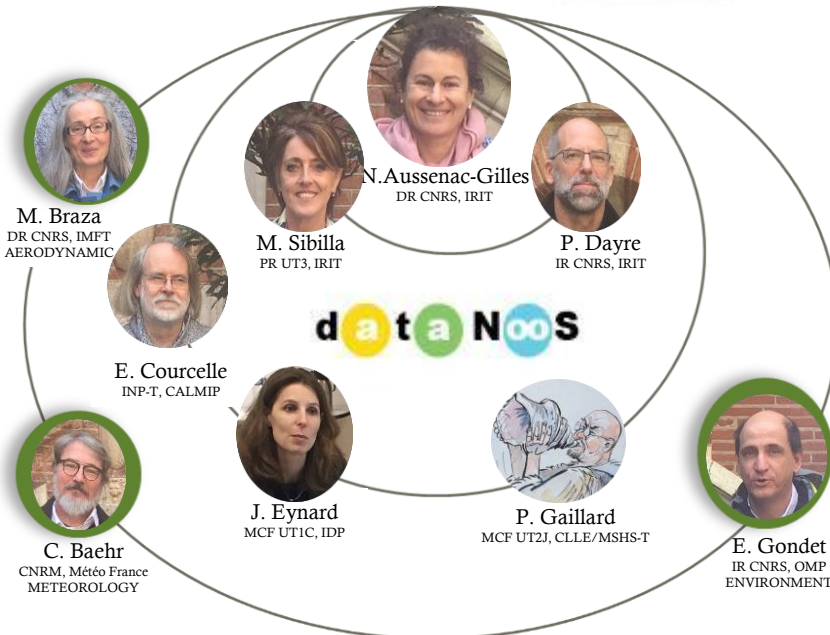 N.Aussenac-Gilles
DR CNRS, IRIT
M. Braza
DR CNRS, IMFT
AERODYNAMIC
M. Sibilla
PR UT3, IRIT
P. Dayre
IR CNRS, IRIT
data NooS
E. Courcelle
INP-T, CALMIP
J. Eynard
MCF UT1C, IDP
P. Gaillard
MCF UT2J, CLLE/MSHS-T
C. Baehr
CNRM, Météo France
METEOROLOGY
E. Gondet
IR CNRS, OMP
ENVIRONMENT